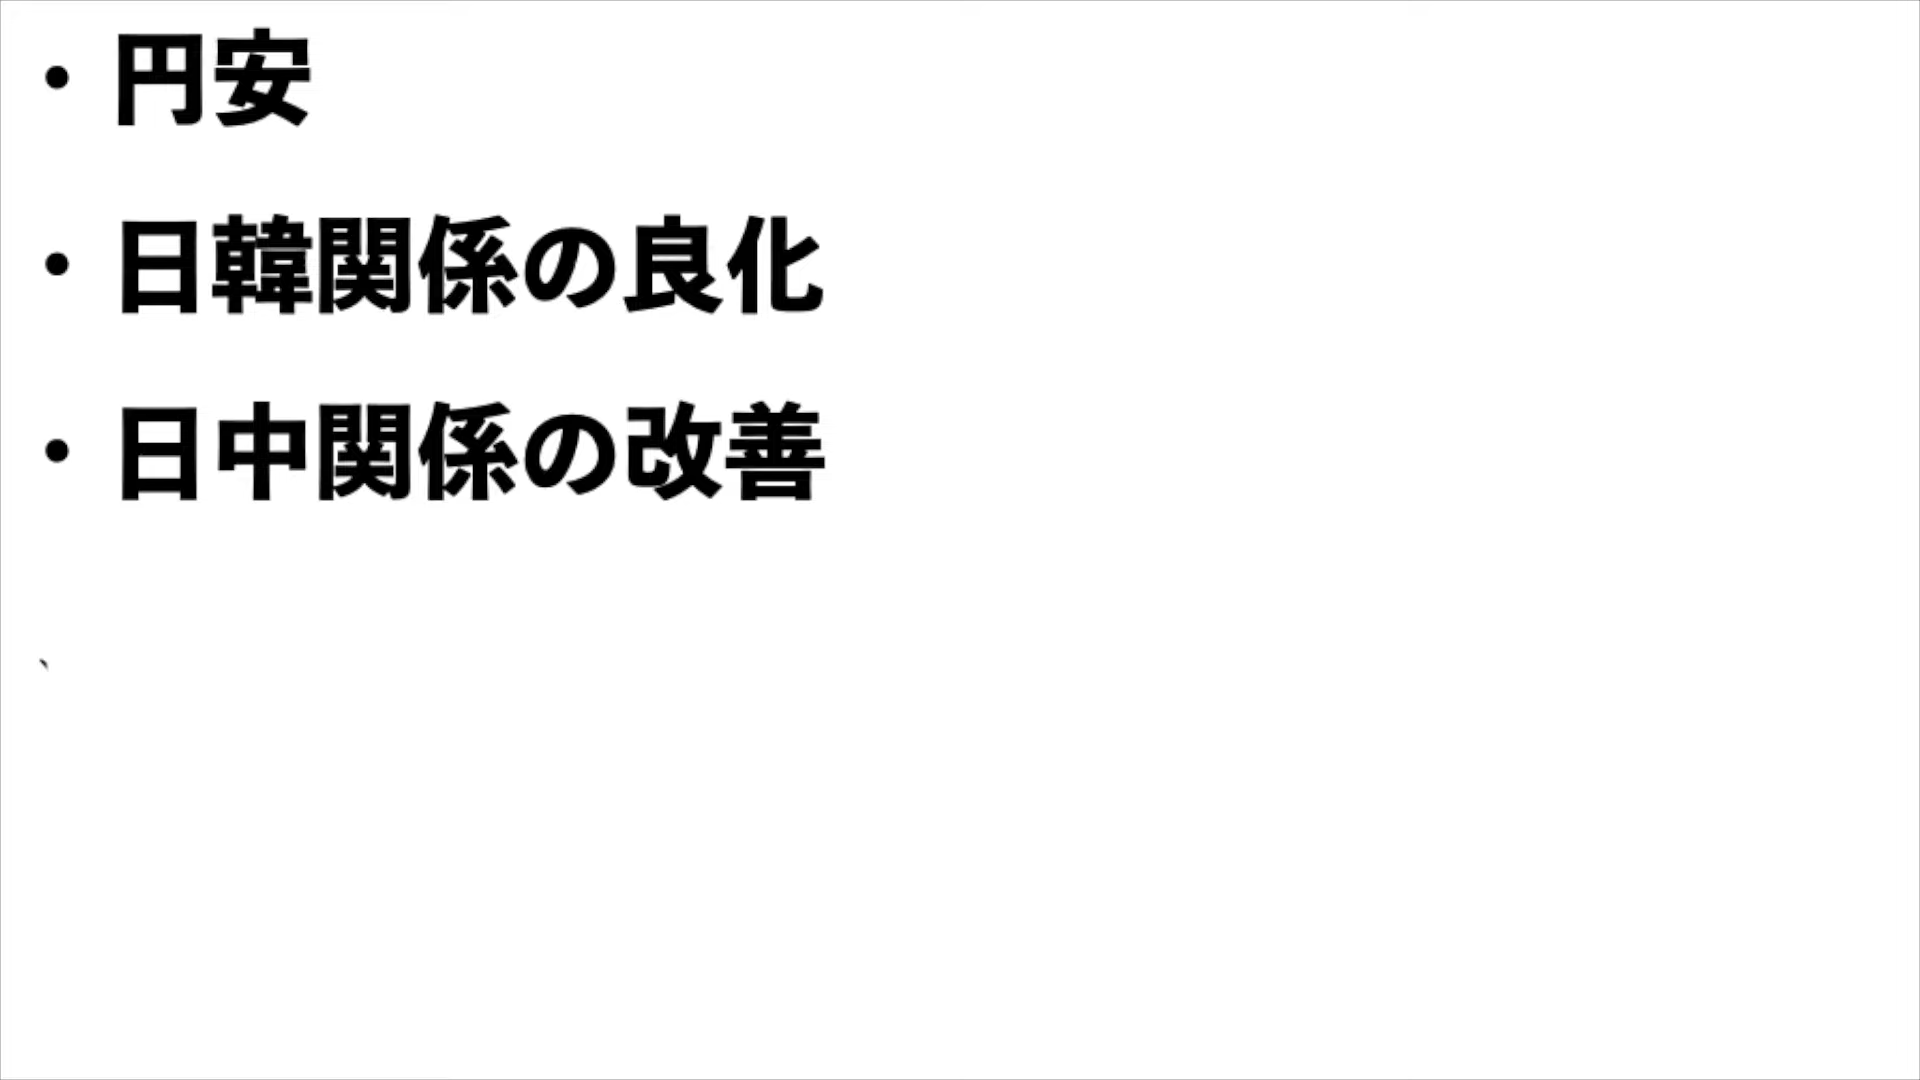 ・円安
・日韓関係の良化
・日中関係の改善
、